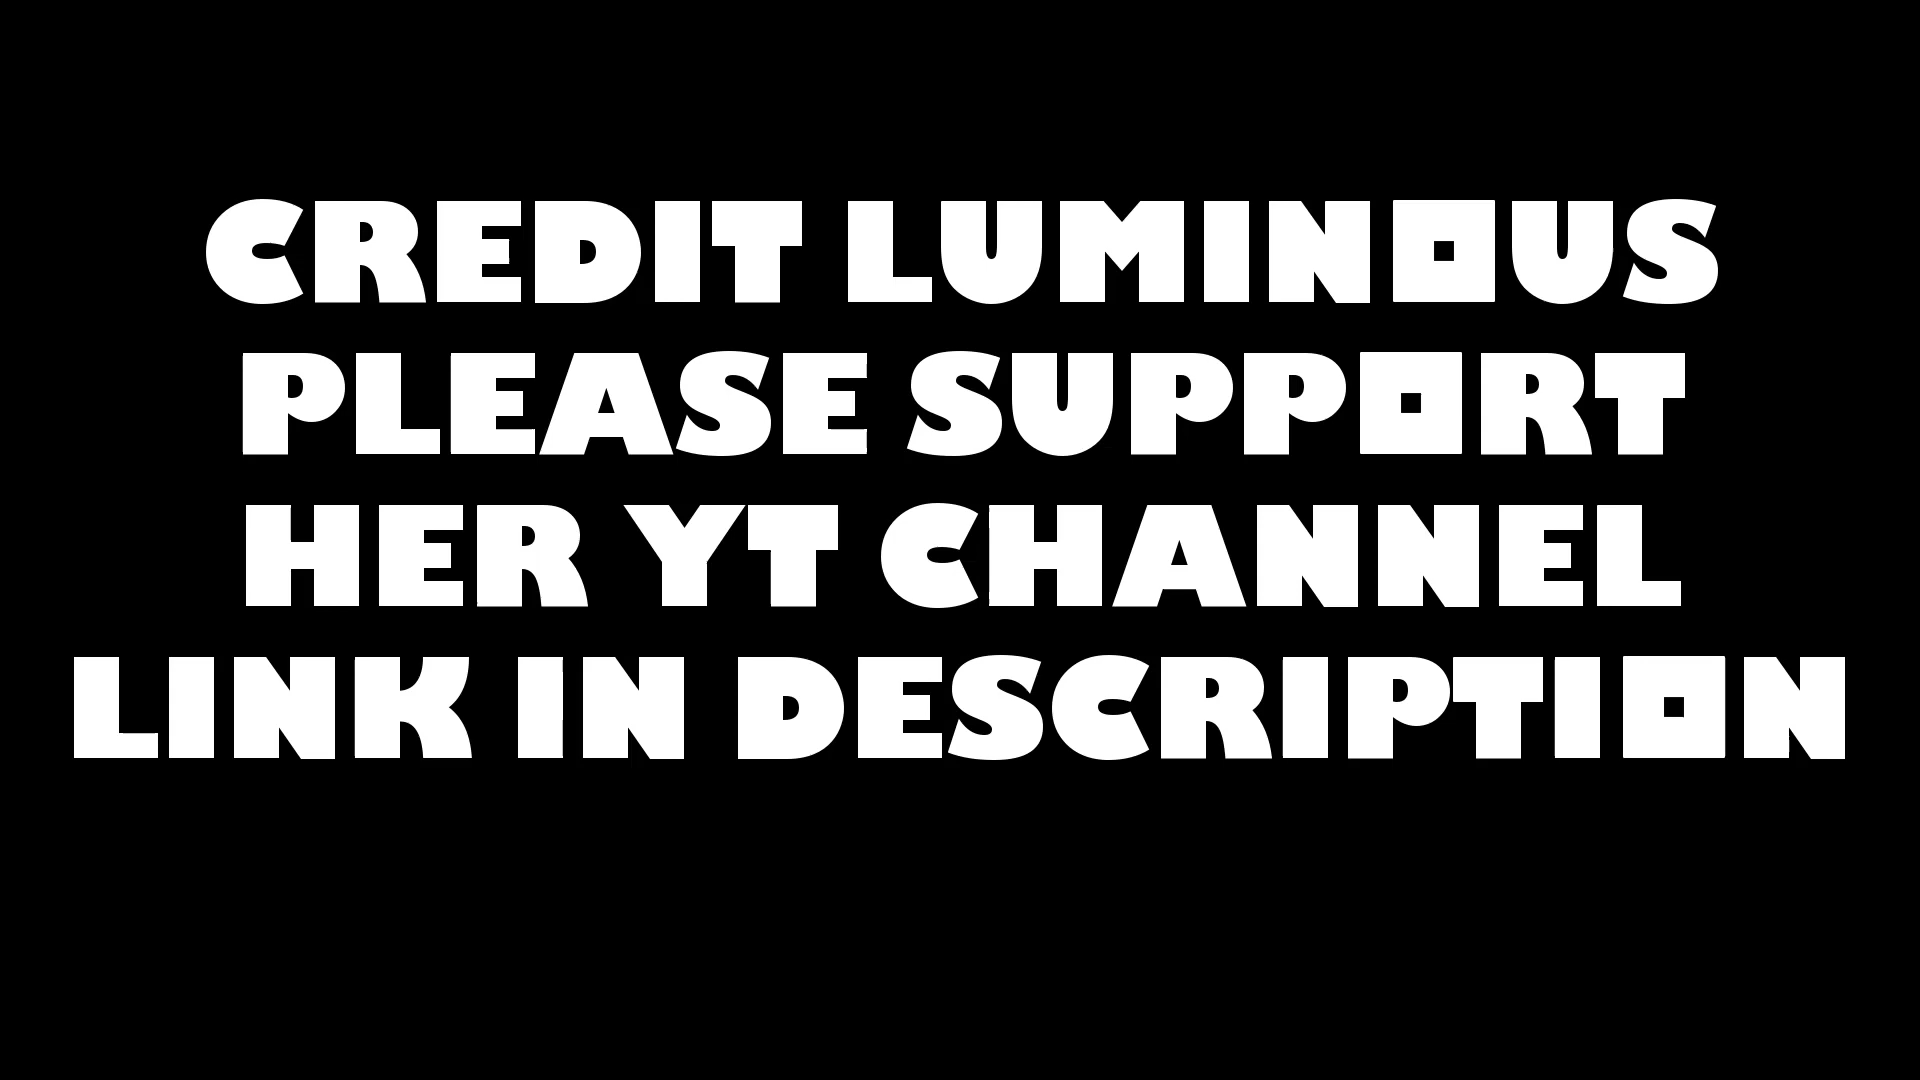 CREDIT LUMINOUS
PLEASE SUPPORT
HER YT CHANNEL
LINK IN DESCRIPTION